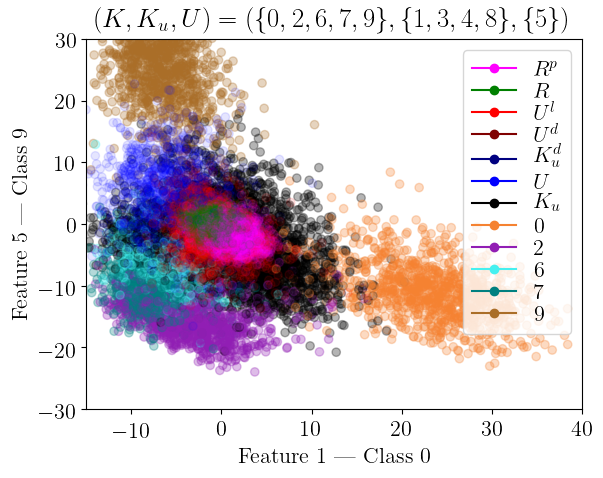 (K, K_u, U) = ({0, 2, 6, 7, 9}, {1, 3, 4, 8}, {5})
30
20
10
0
−10
−20
−30
Feature 5 — Class 9
−10
0
10
20
30
40
Feature 1 — Class 0
R^p
R
U^l
U^d
K_u^d
U
K_u
0
2
6
7
9